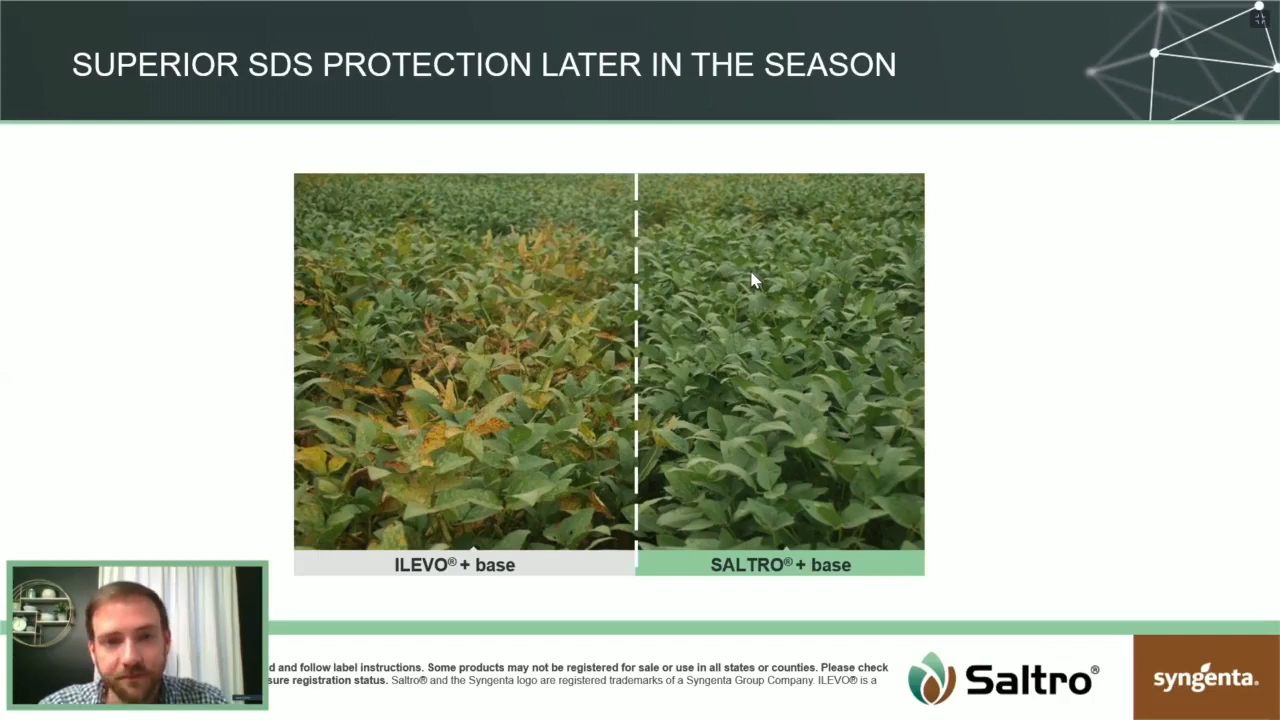 SUPERIOR SDS PROTECTION LATER IN THE SEASON
ILEVO® + base
SALTRO® + base
d and follow label instructions. Some products may not be registered for sale or use in all states or counties. Please check
sure registration status. Saltro® and the Syngenta logo are registered trademarks of a Syngenta Group Company. ILEVO® is a
Saltro®
syngenta.